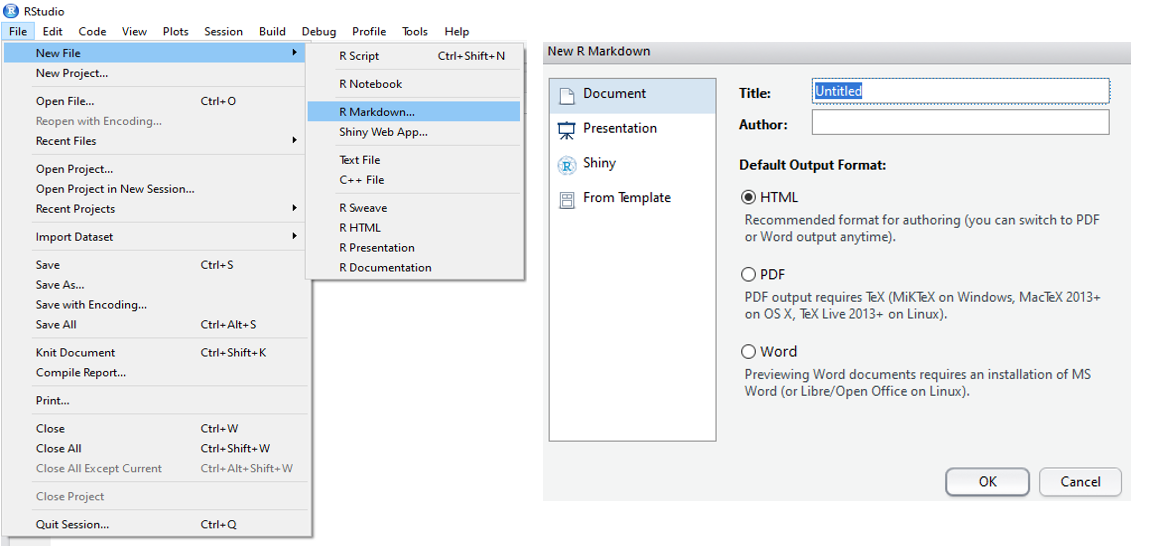 RStudio
File Edit Code View Plots Session Build Debug Profile Tools Help
New File
New Project...
Open File... Ctrl+O
Reopen with Encoding...
Recent Files
Open Project...
Open Project in New Session...
Recent Projects
Import Dataset
Save Ctrl+S
Save As...
Save with Encoding...
Save All Ctrl+Alt+S
Knit Document Ctrl+Shift+K
Compile Report...
Print...
Close Ctrl+W
Close All Ctrl+Shift+W
Close All Except Current Ctrl+Alt+Shift+W
Close Project
Quit Session... Ctrl+Q
R Script Ctrl+Shift+N
R Notebook
R Markdown...
Shiny Web App...
Text File
C++ File
R Sweave
R HTML
R Presentation
R Documentation
New R Markdown
Document
Presentation
Shiny
From Template
Title: Untitled
Author:
Default Output Format:
HTML
Recommended format for authoring (you can switch to PDF
or Word output anytime).
PDF
PDF output requires TeX (MiKTeX on Windows, MacTeX 2013+
on OS X, TeX Live 2013+ on Linux).
Word
Previewing Word documents requires an installation of MS
Word (or Libre/Open Office on Linux).
OK Cancel